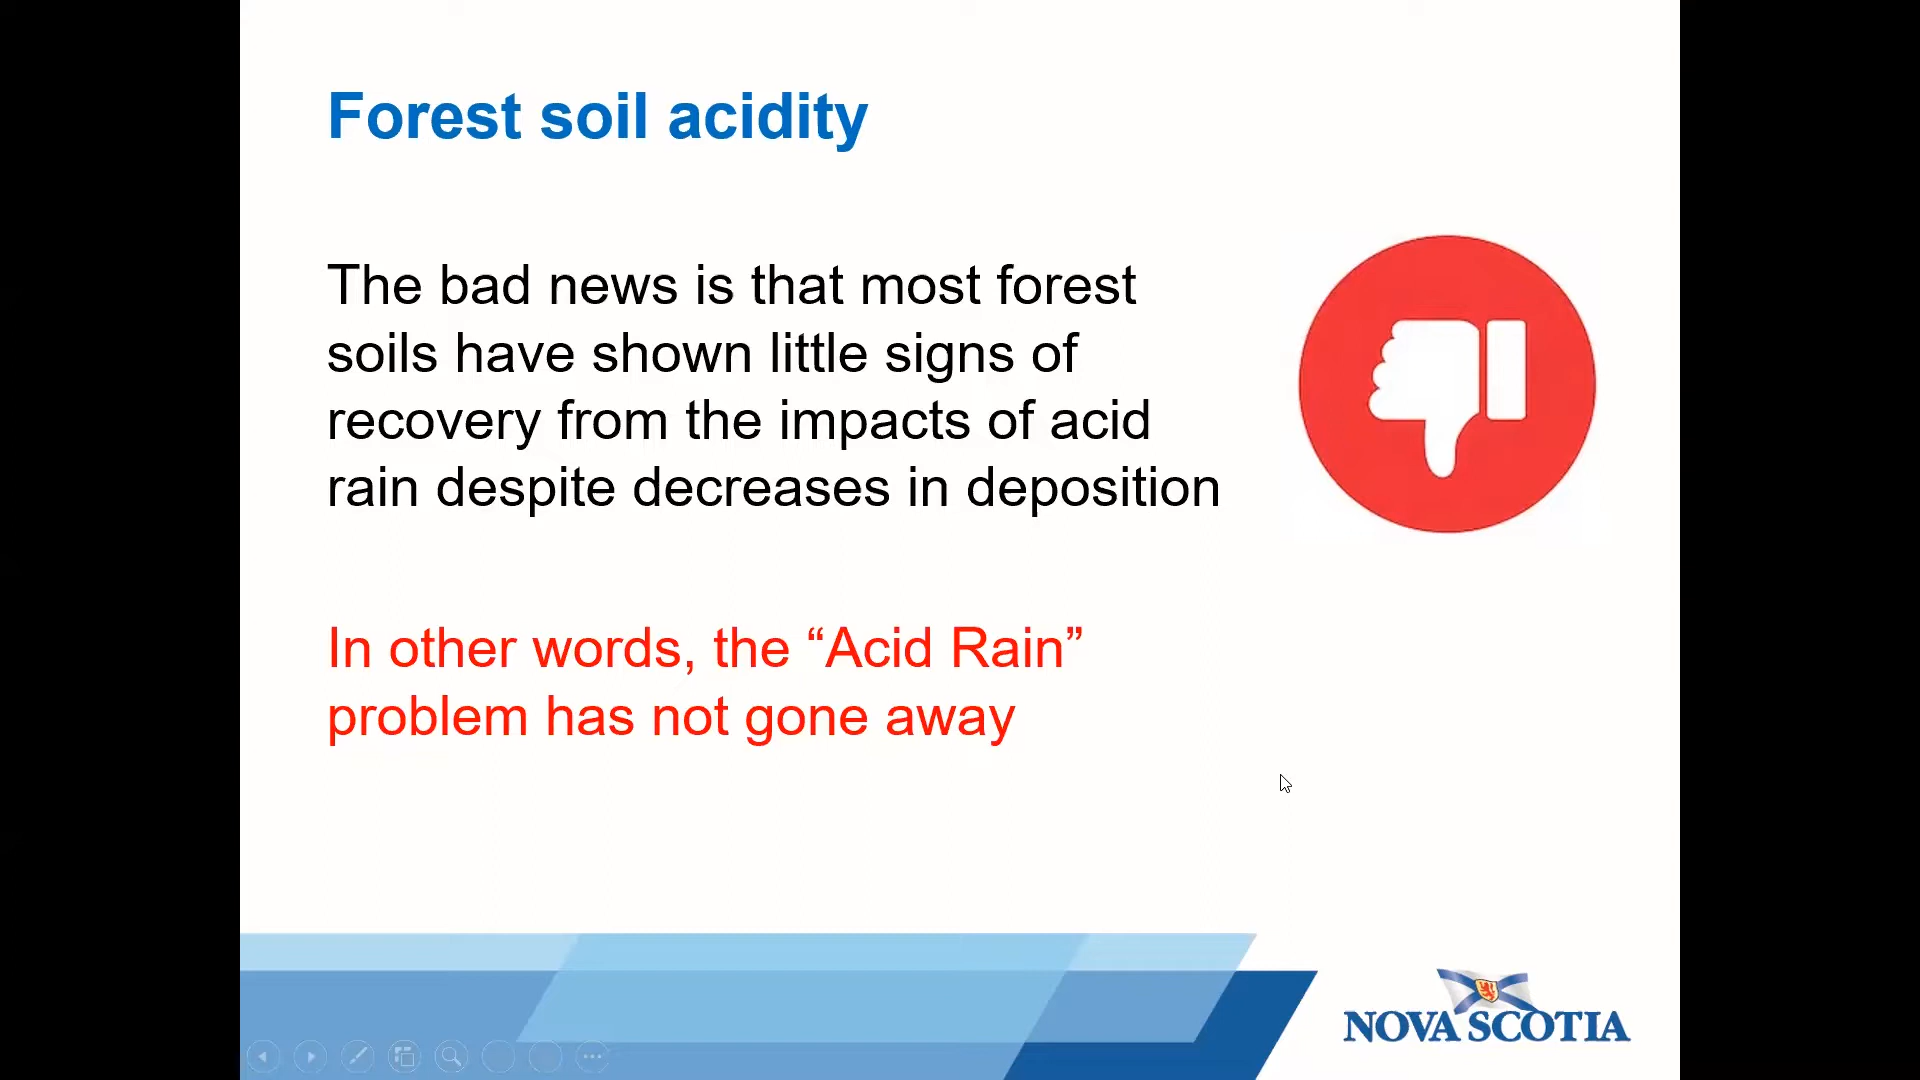 Forest soil acidity
The bad news is that most forest
soils have shown little signs of
recovery from the impacts of acid
rain despite decreases in deposition
In other words, the “Acid Rain”
problem has not gone away
NOVA SCOTIA